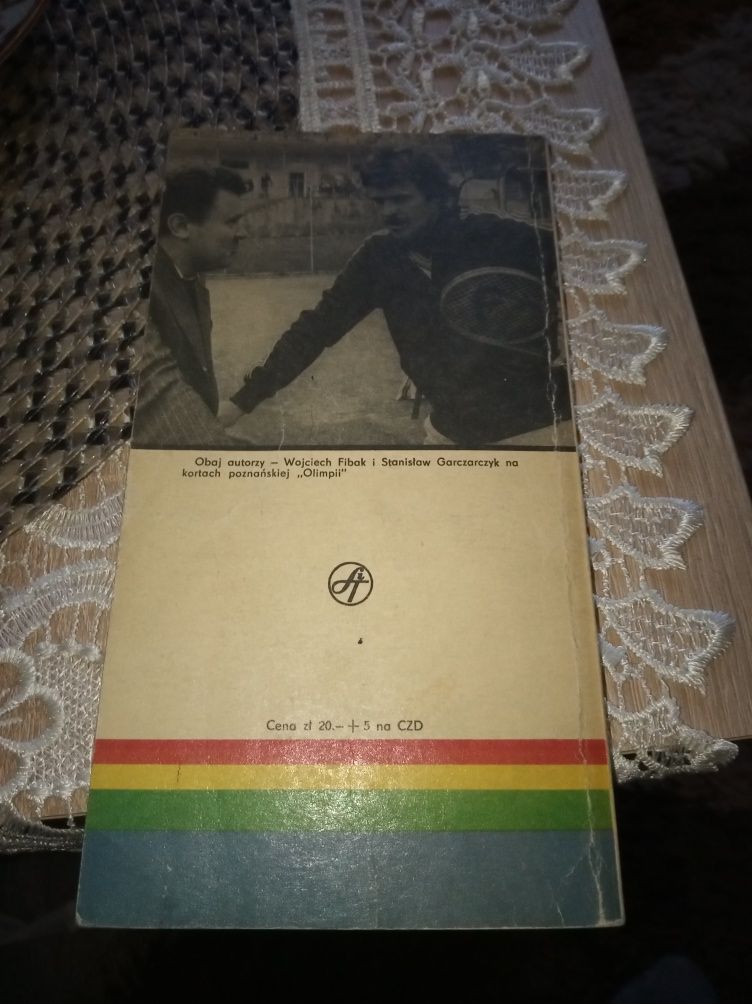 Obaj autorzy – Wojciech Fibak i Stanisław Garczarczyk na
kortach poznańskiej „Olimpii”
Cena zł 20.— + 5 na CZD